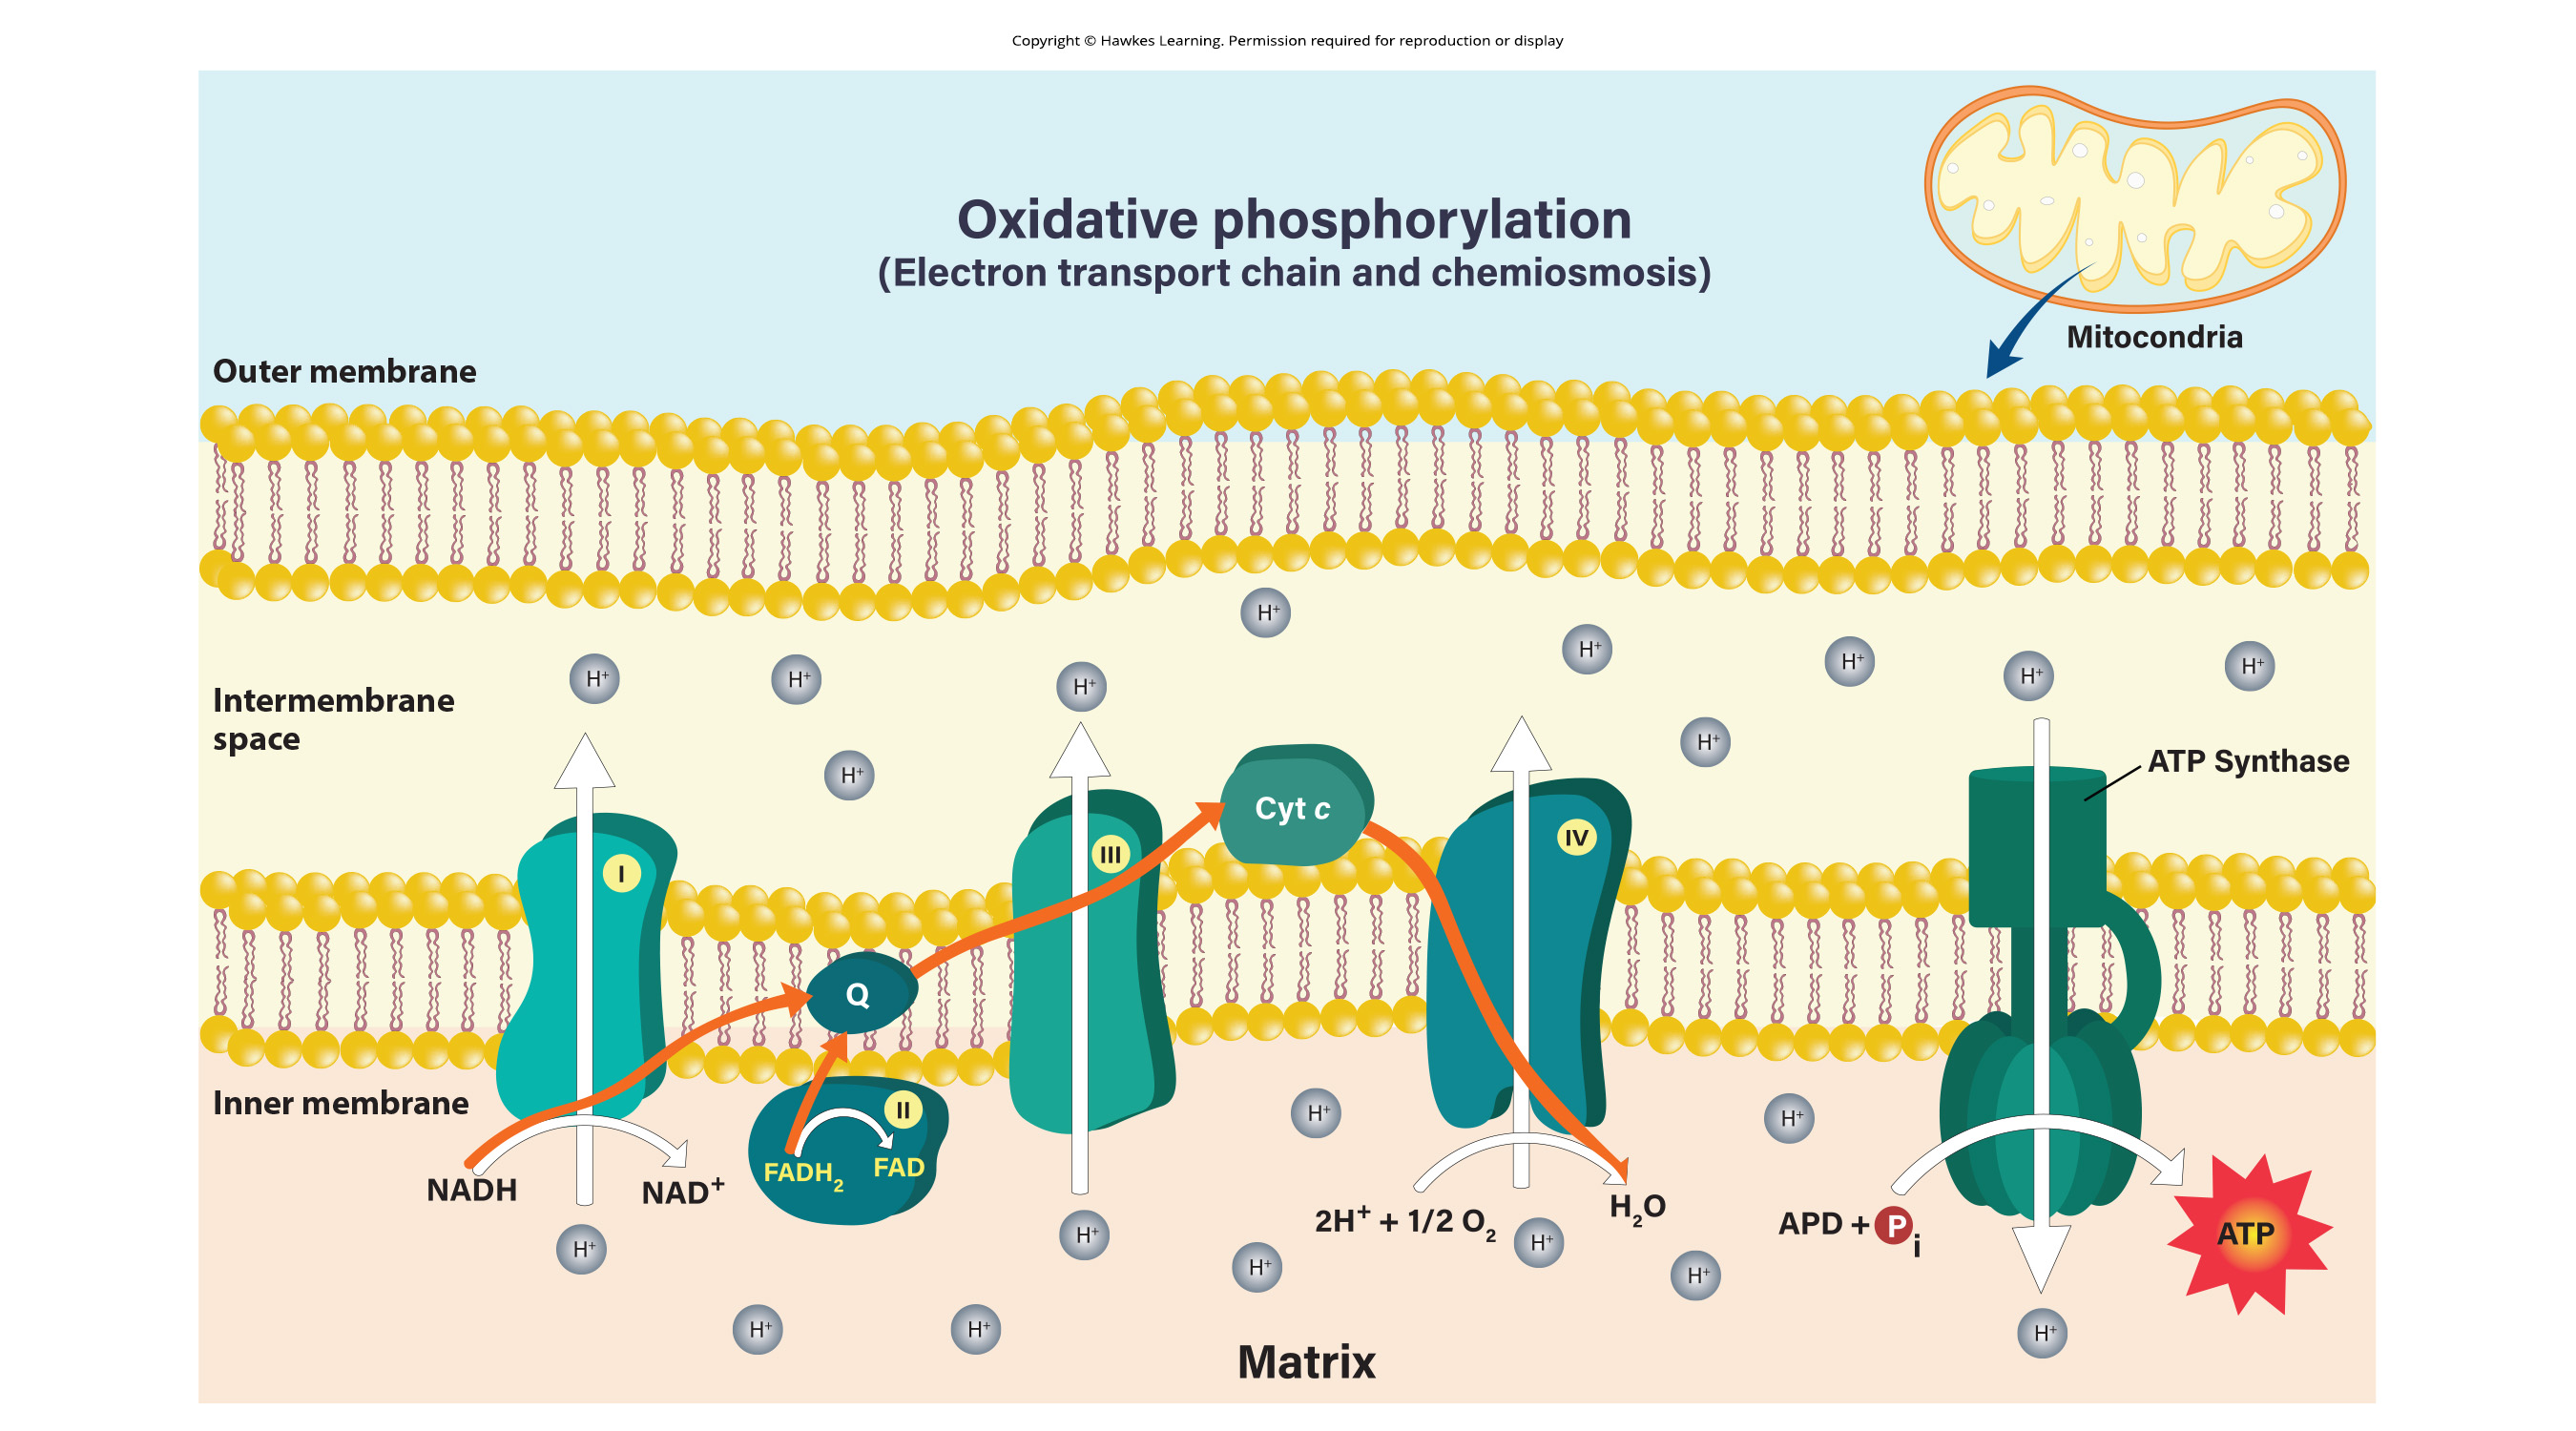 Copyright © Hawkes Learning. Permission required for reproduction or display
Oxidative phosphorylation
(Electron transport chain and chemiosmosis)
Mitocondria
Outer membrane
H⁺
H⁺
H⁺
H⁺
H⁺
H⁺
H⁺
H⁺
Intermembrane
space
H⁺
H⁺
ATP Synthase
Cyt c
I
III
IV
Q
Inner membrane
II
FADH₂
FAD
NADH
NAD⁺
H⁺
H⁺
2H⁺ + 1/2 O₂
H₂O
APD + P i
ATP
H⁺
H⁺
H⁺
H⁺
H⁺
H⁺
H⁺
H⁺
Matrix